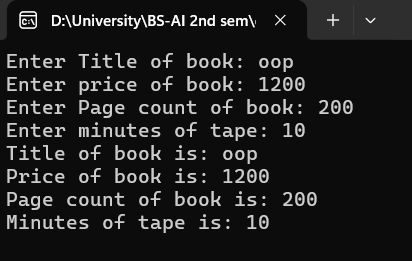 D:\University\BS-AI 2nd sem\
Enter Title of book: oop
Enter price of book: 1200
Enter Page count of book: 200
Enter minutes of tape: 10
Title of book is: oop
Price of book is: 1200
Page count of book is: 200
Minutes of tape is: 10